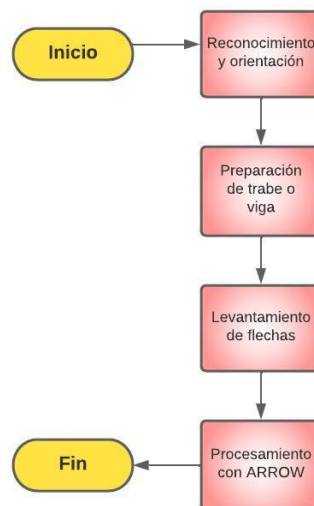 Inicio
Reconocimiento
y orientación
Preparación
de trabe o
viga
Levantamiento
de flechas
Procesamiento
con ARROW
Fin